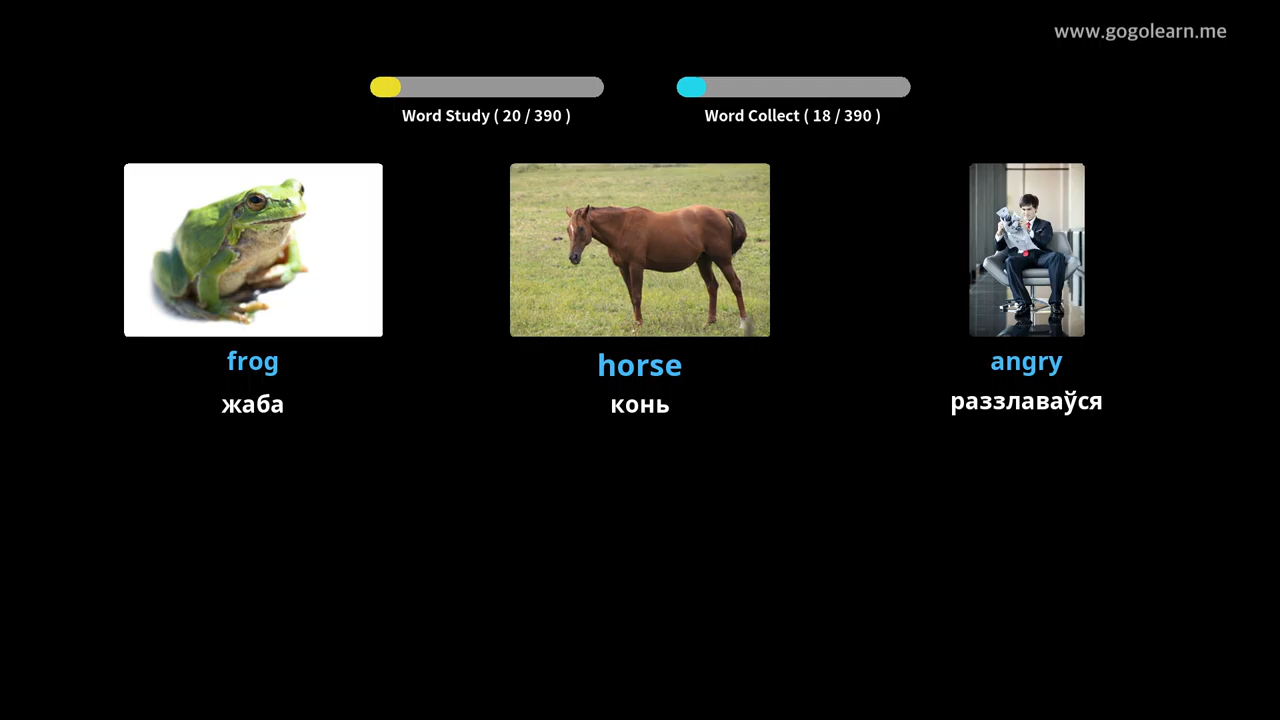 www.gogolearn.me
Word Study ( 20 / 390 )
Word Collect ( 18 / 390 )
frog
horse
angry
жаба
конь
раззлаваўся